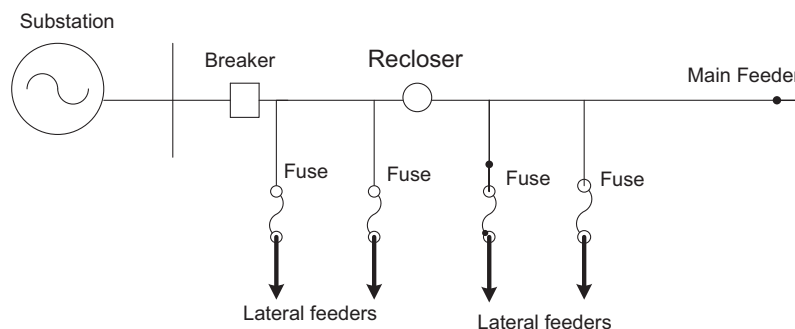 Substation
Breaker
Recloser
Main Feeder
Fuse
Fuse
Fuse
Fuse
Lateral feeders
Lateral feeders